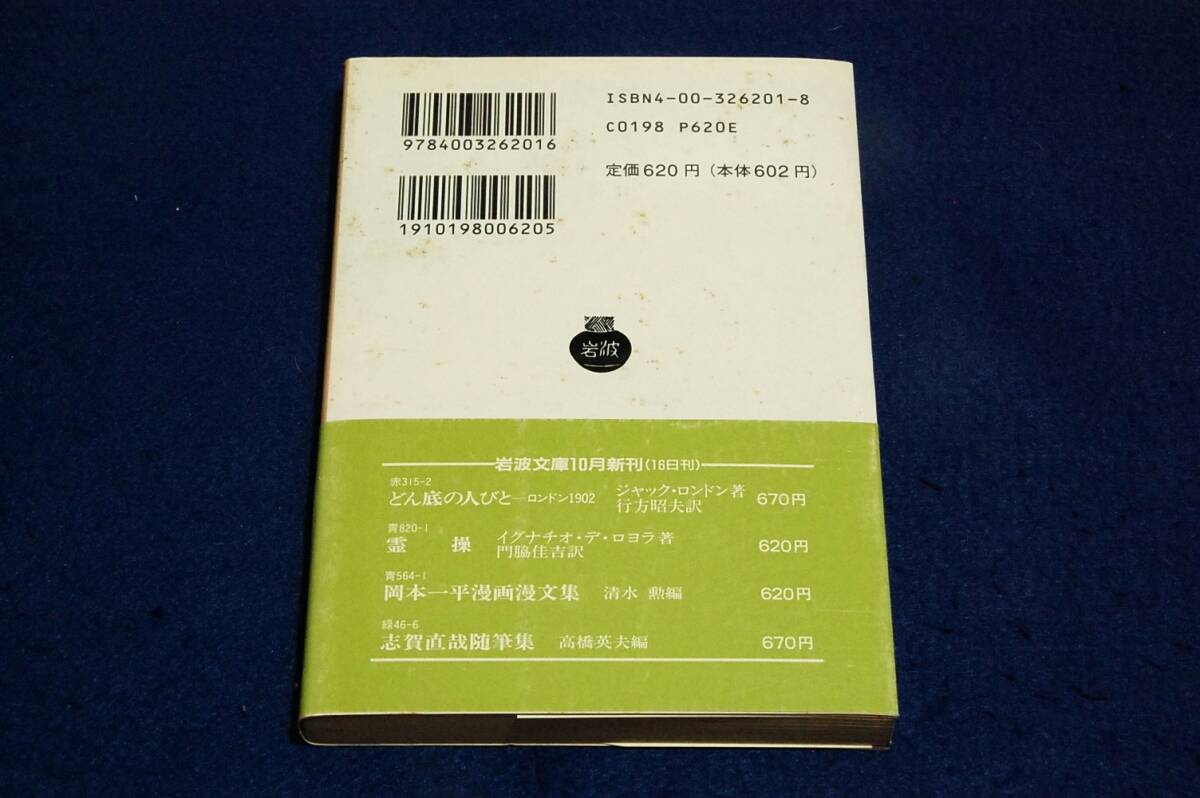 ISBN4-00-326201-8
C0198 P620E
9784003262016
定価620円（本体602円）
1910198006205
岩波
岩波文庫10月新刊(16日刊)
赤315-2
どん底の人びと—ロンドン1902 ジャック・ロンドン著 行方昭夫訳 670円
青820-1
霊操 イグナチオ・デ・ロヨラ著 門脇佳吉訳 620円
青564-1
岡本一平漫画漫文集 清水 勲編 620円
緑46-6
志賀直哉随筆集 高橋英夫編 670円